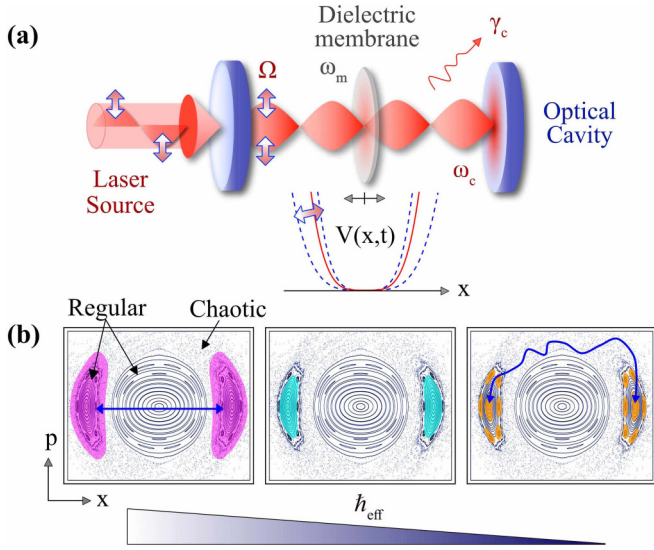 (a)
Dielectric
membrane
ω_m
γ_c
Ω
Optical
Cavity
Laser
Source
ω_c
V(x,t)
x
(b)
Regular
Chaotic
p
x
ℏ_eff